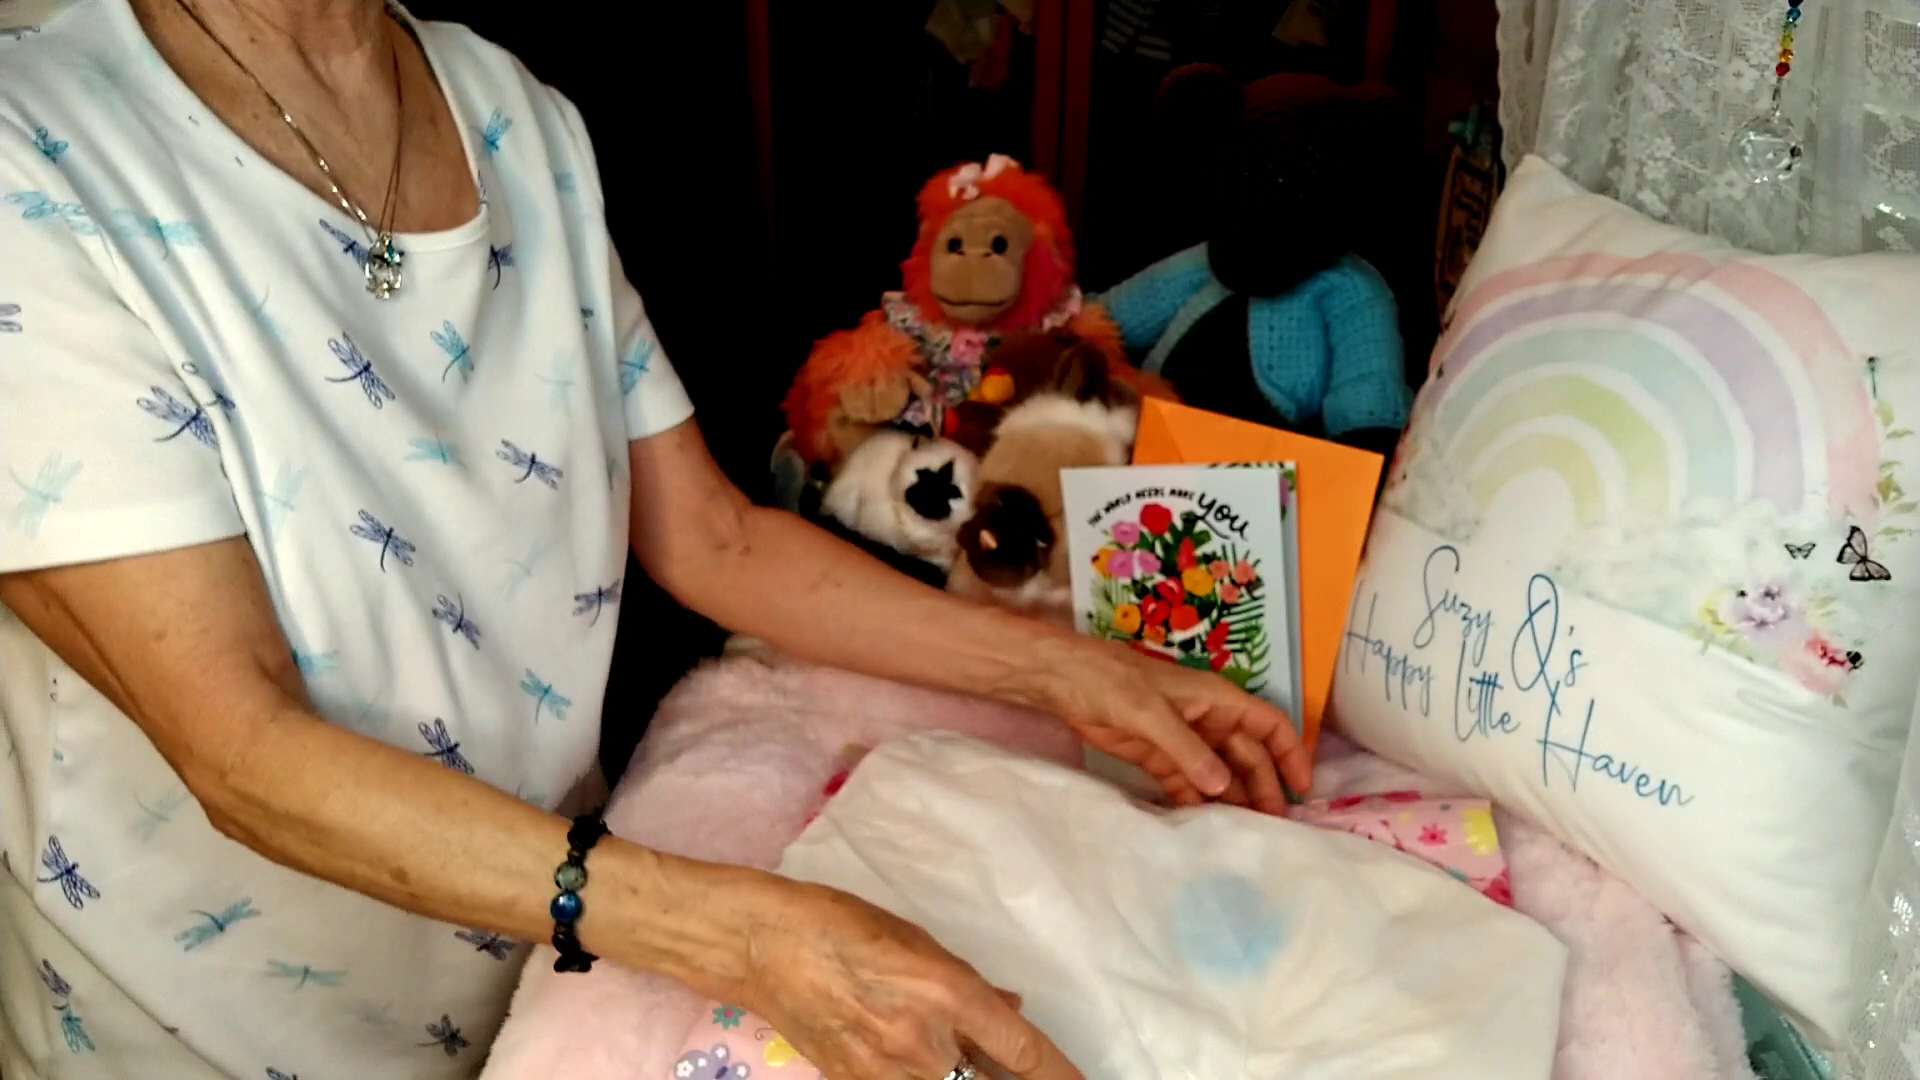 THE WORLD NEEDS MORE
YOU
Suzy Q's
Happy Little
Haven